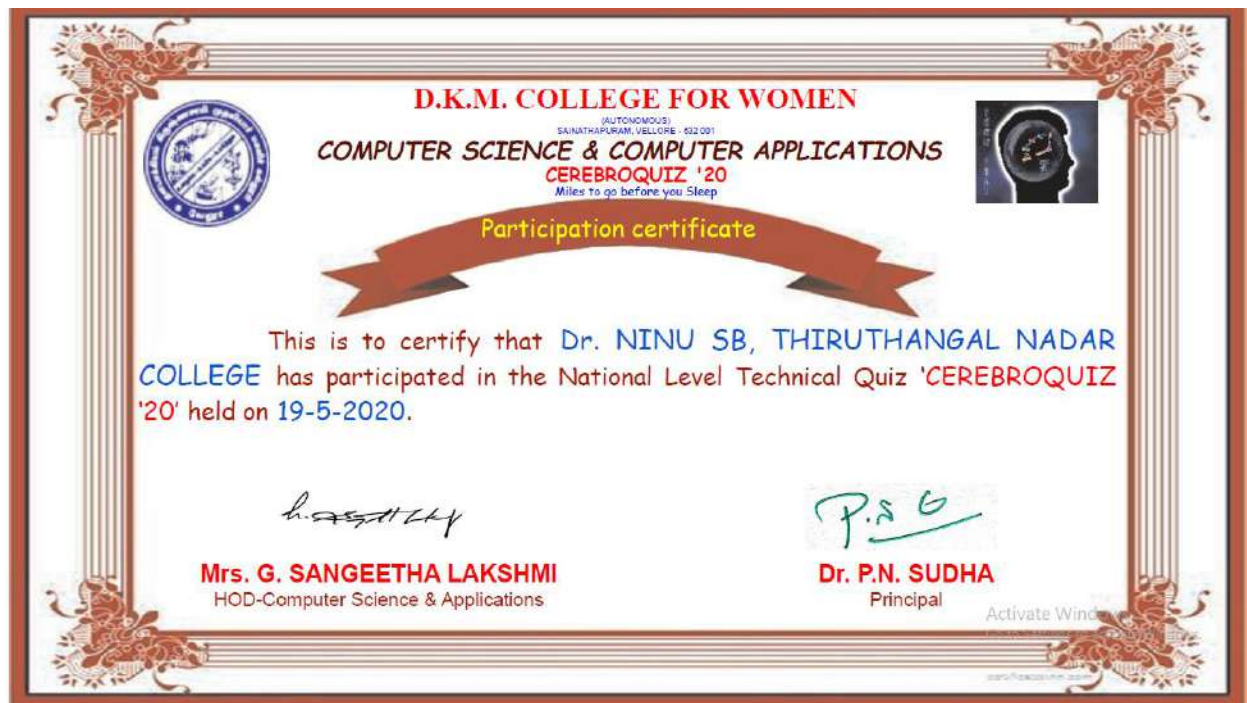 D.K.M. COLLEGE FOR WOMEN
(AUTONOMOUS)
SAINATHAPURAM, VELLORE - 632 001
COMPUTER SCIENCE & COMPUTER APPLICATIONS
CEREBROQUIZ '20
Miles to go before you Sleep
Participation certificate
This is to certify that Dr. NINU SB, THIRUTHANGAL NADAR
COLLEGE has participated in the National Level Technical Quiz 'CEREBROQUIZ
'20' held on 19-5-2020.
P.N
Mrs. G. SANGEETHA LAKSHMI
Dr. P.N. SUDHA
HOD-Computer Science & Applications
Principal
Activate